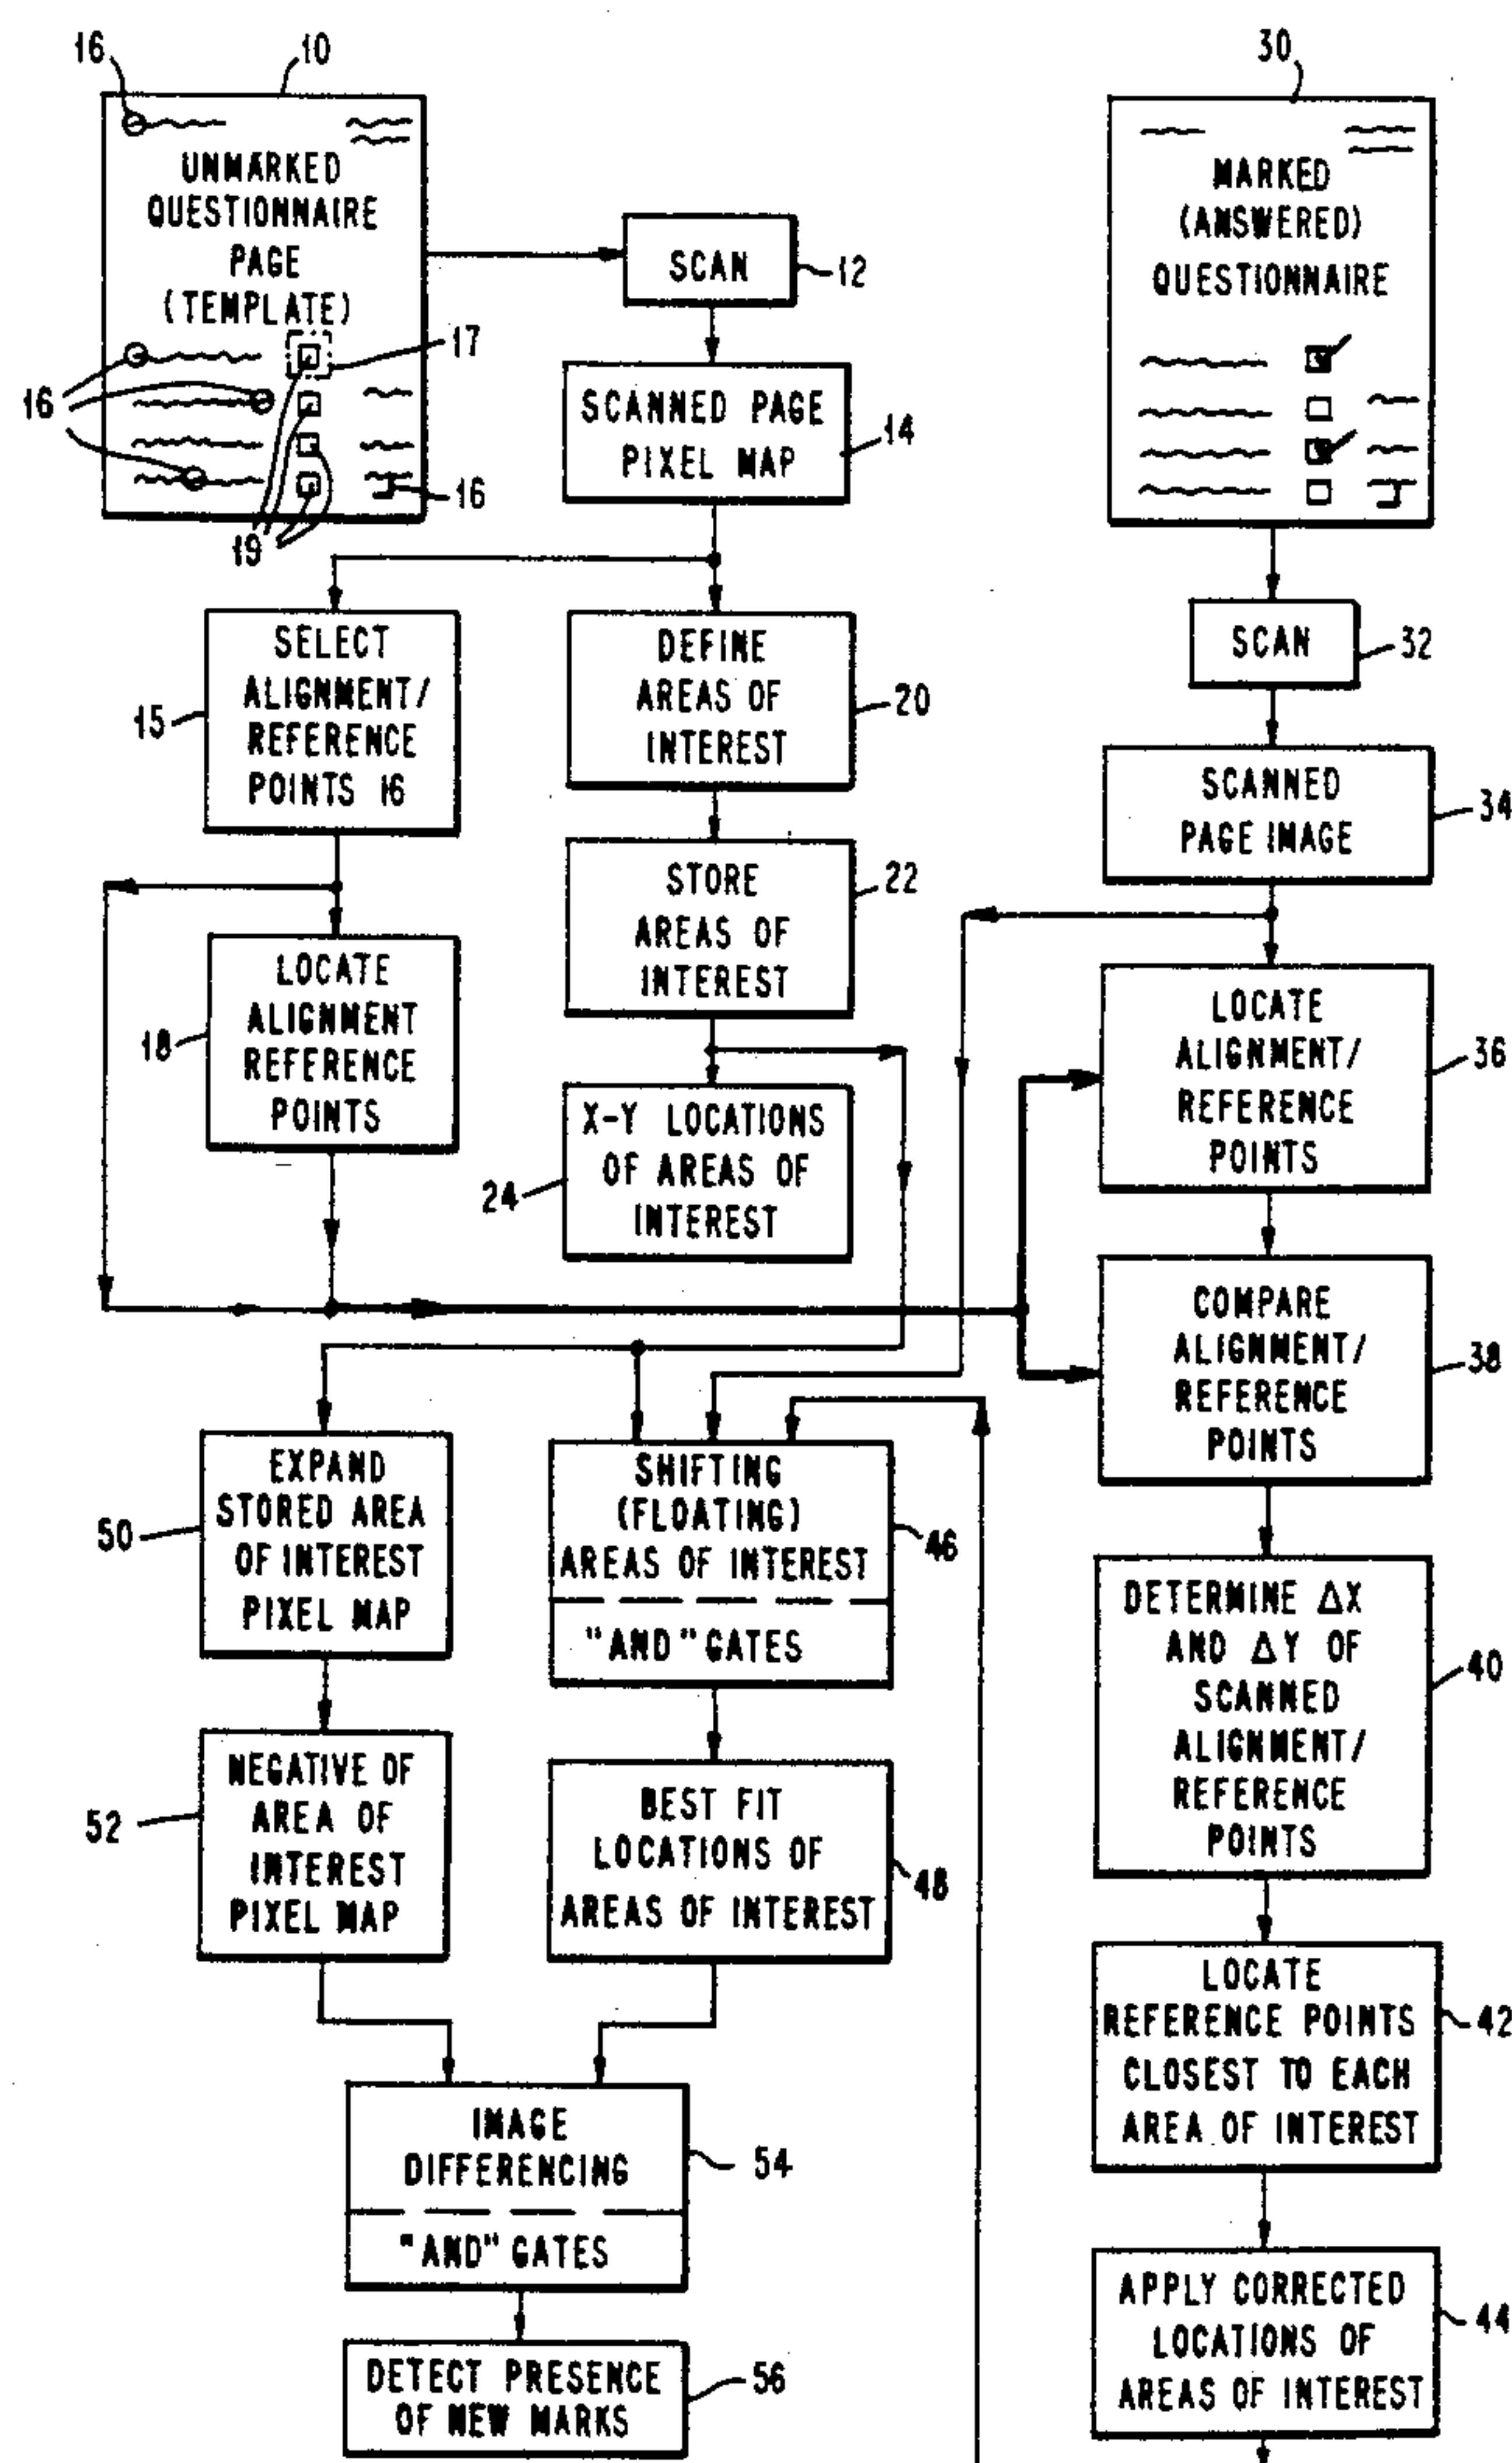 16
10
UNMARKED
QUESTIONNAIRE
PAGE
(TEMPLATE)
17
16
16
19
SCAN
12
SCANNED PAGE
PIXEL MAP
14
SELECT
ALIGNMENT/
REFERENCE
POINTS 16
15
DEFINE
AREAS OF
INTEREST
20
STORE
AREAS OF
INTEREST
22
LOCATE
ALIGNMENT
REFERENCE
POINTS
18
X-Y LOCATIONS
OF AREAS OF
INTEREST
24
30
MARKED
(ANSWERED)
QUESTIONNAIRE
SCAN
32
SCANNED
PAGE IMAGE
34
LOCATE
ALIGNMENT/
REFERENCE
POINTS
36
COMPARE
ALIGNMENT/
REFERENCE
POINTS
38
DETERMINE ΔX
AND ΔY OF
SCANNED
ALIGNMENT/
REFERENCE
POINTS
40
LOCATE
REFERENCE POINTS
CLOSEST TO EACH
AREA OF INTEREST
42
APPLY CORRECTED
LOCATIONS OF
AREAS OF INTEREST
44
EXPAND
STORED AREA
OF INTEREST
PIXEL MAP
50
SHIFTING
(FLOATING)
AREAS OF INTEREST
"AND" GATES
46
NEGATIVE OF
AREA OF
INTEREST
PIXEL MAP
52
BEST FIT
LOCATIONS OF
AREAS OF INTEREST
48
IMAGE
DIFFERENCING
"AND" GATES
54
DETECT PRESENCE
OF NEW MARKS
56